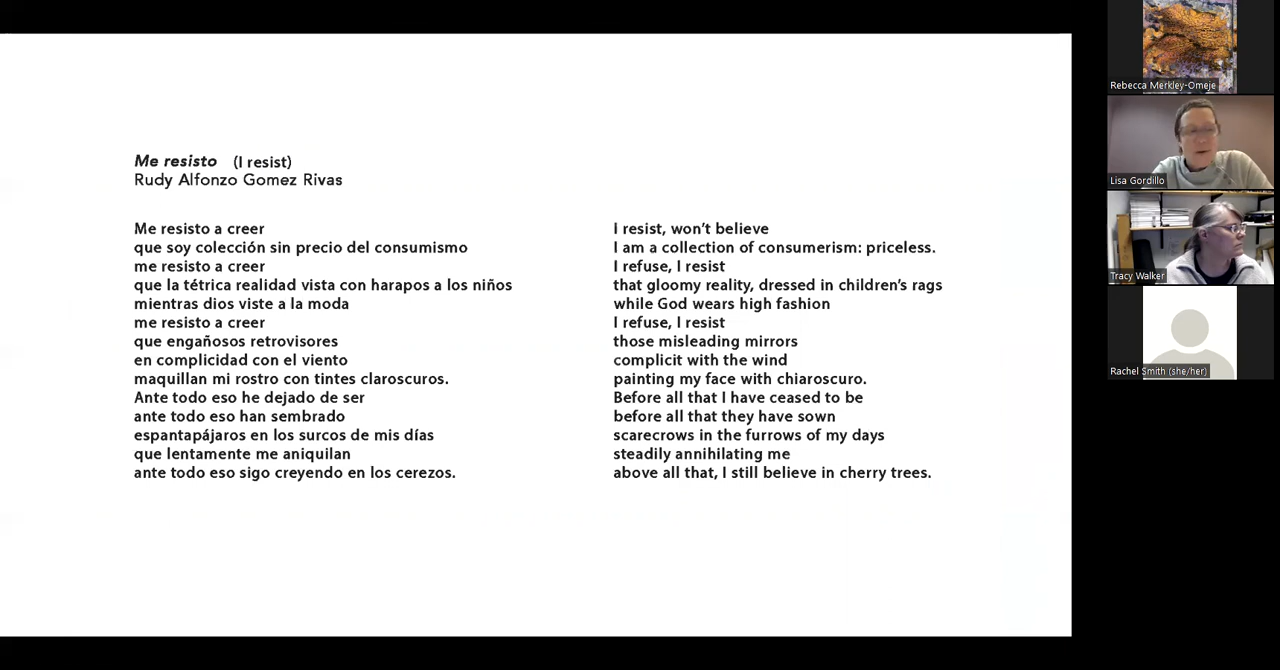 Me resisto (I resist)
Rudy Alfonzo Gomez Rivas
Me resisto a creer
que soy colección sin precio del consumismo
me resisto a creer
que la tétrica realidad vista con harapos a los niños
mientras dios viste a la moda
me resisto a creer
que engañosos retrovisores
en complicidad con el viento
maquillan mi rostro con tintes claroscuros.
Ante todo eso he dejado de ser
ante todo eso han sembrado
espantapájaros en los surcos de mis días
que lentamente me aniquilan
ante todo eso sigo creyendo en los cerezos.
I resist, won’t believe
I am a collection of consumerism: priceless.
I refuse, I resist
that gloomy reality, dressed in children’s rags
while God wears high fashion
I refuse, I resist
those misleading mirrors
complicit with the wind
painting my face with chiaroscuro.
Before all that I have ceased to be
before all that they have sown
scarecrows in the furrows of my days
steadily annihilating me
above all that, I still believe in cherry trees.
Rebecca Merkley-Omeje
Lisa Gordillo
Tracy Walker
Rachel Smith (she/her)